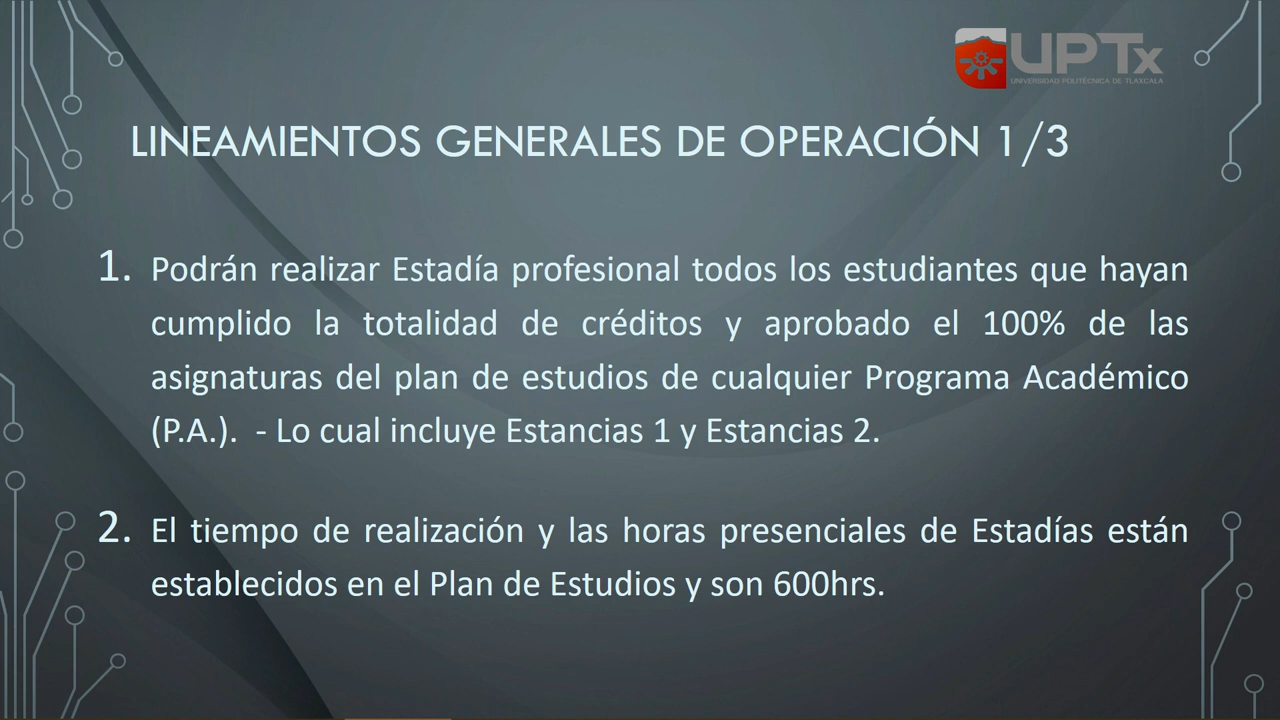 UPTx
UNIVERSIDAD POLITÉCNICA DE TLAXCALA
LINEAMIENTOS GENERALES DE OPERACIÓN 1/3
1. Podrán realizar Estadía profesional todos los estudiantes que hayan
cumplido la totalidad de créditos y aprobado el 100% de las
asignaturas del plan de estudios de cualquier Programa Académico
(P.A.). - Lo cual incluye Estancias 1 y Estancias 2.
2. El tiempo de realización y las horas presenciales de Estadías están
establecidos en el Plan de Estudios y son 600hrs.